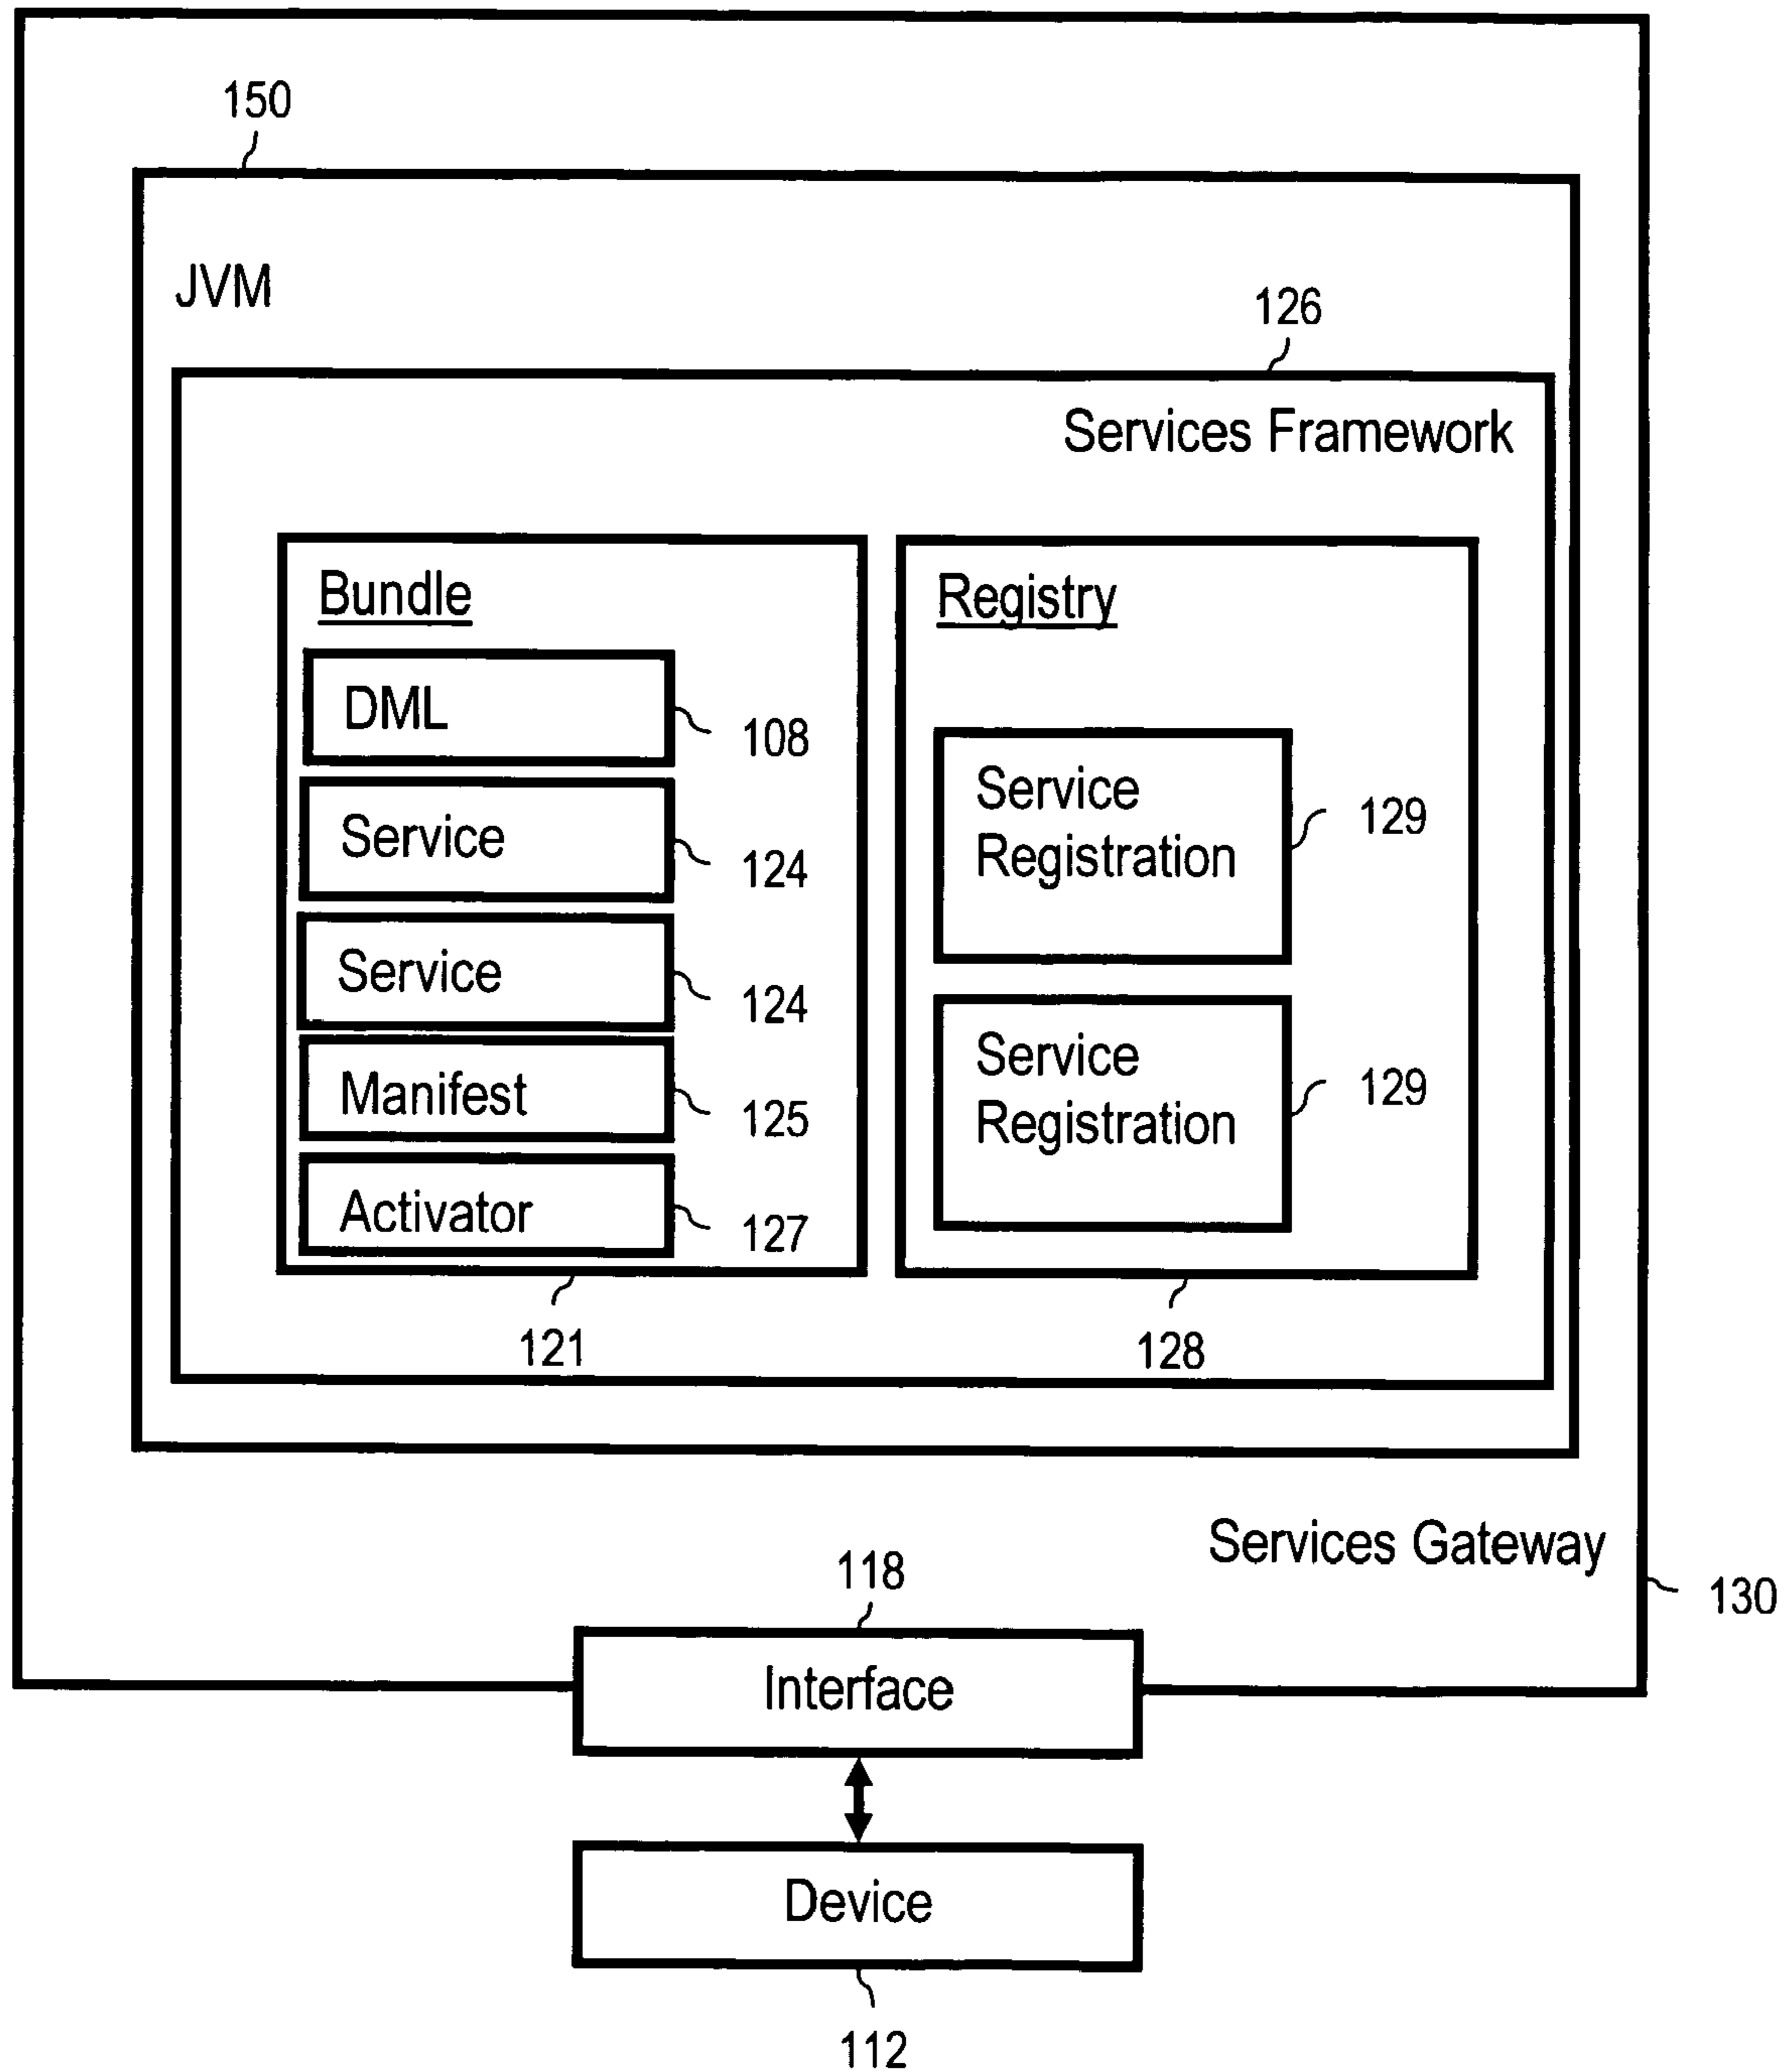 150
JVM
126
Services Framework
Bundle
DML
108
Service
124
Service
124
Manifest
125
Activator
127
121
Registry
Service
Registration
129
Service
Registration
129
128
Services Gateway
130
118
Interface
Device
112